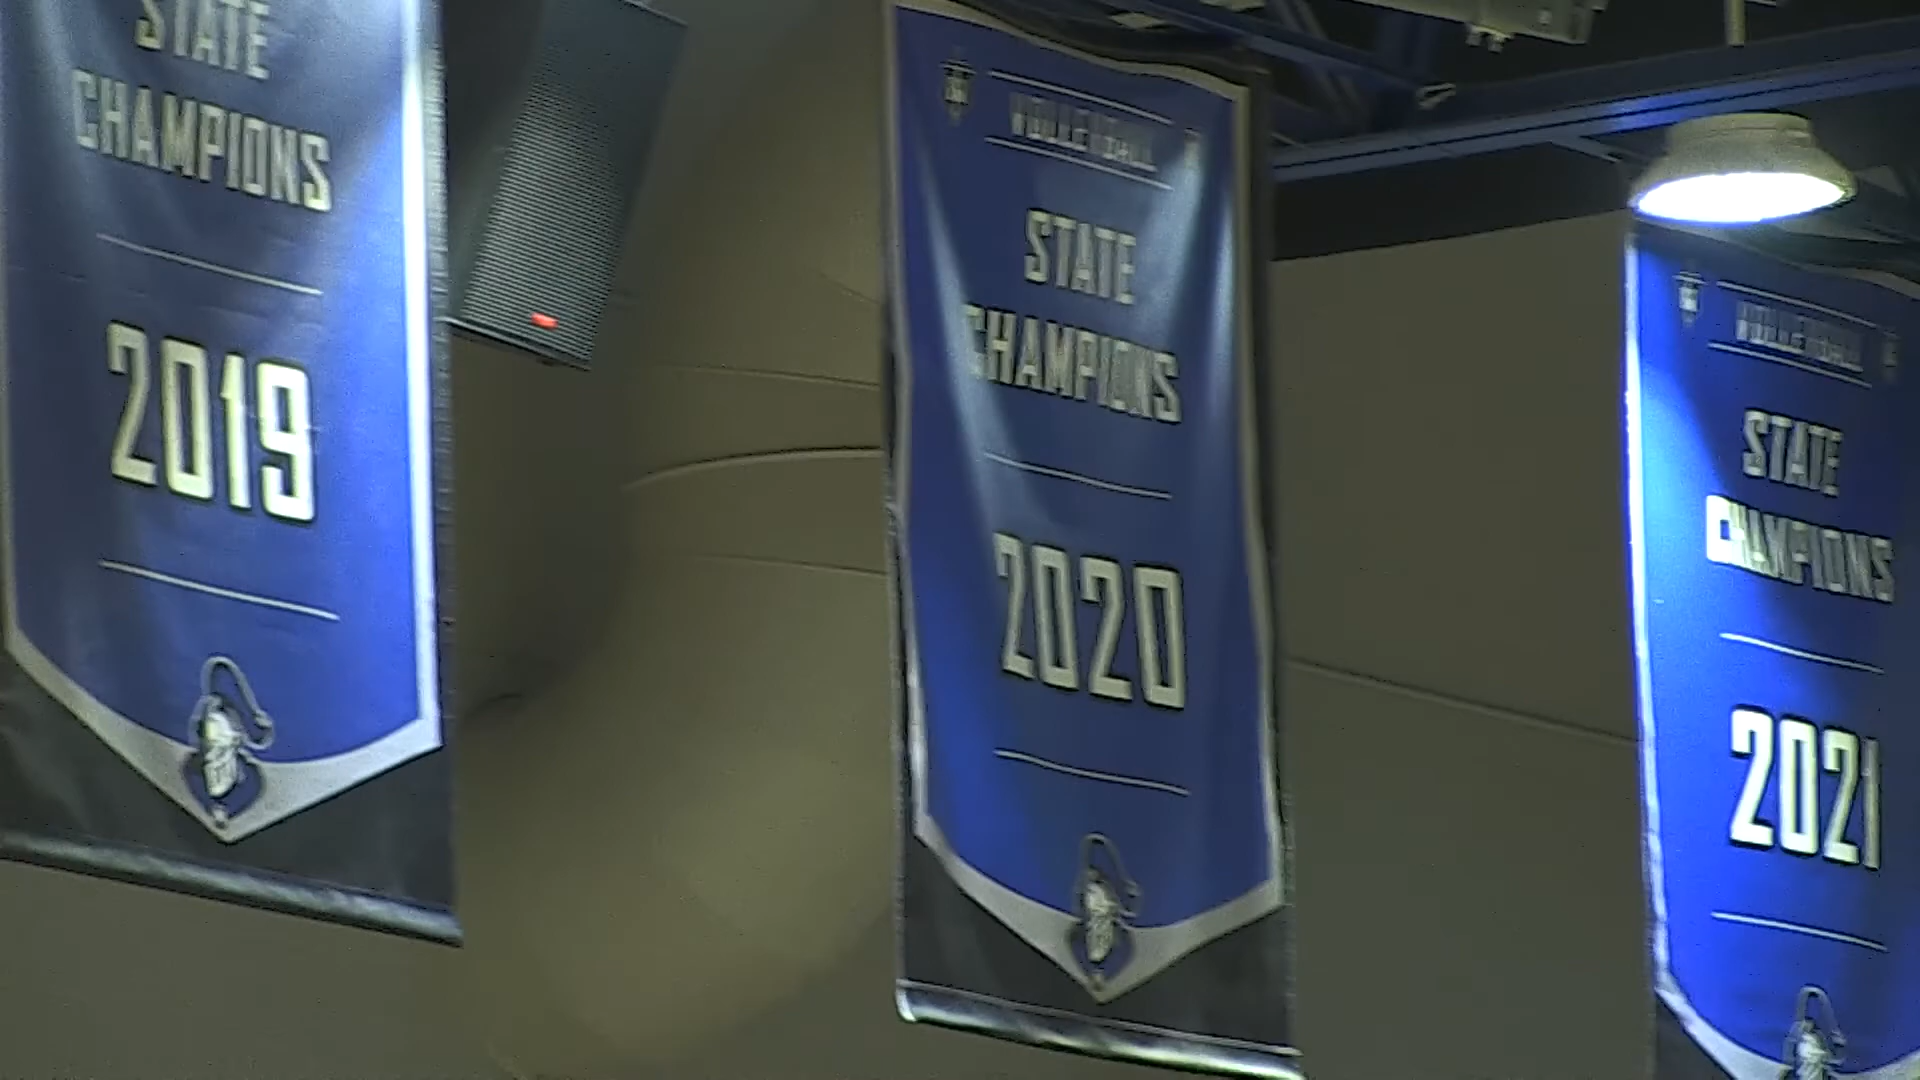 STATE
CHAMPIONS
2019
VOLLEYBALL
STATE
CHAMPIONS
2020
VOLLEYBALL
STATE
CHAMPIONS
2021